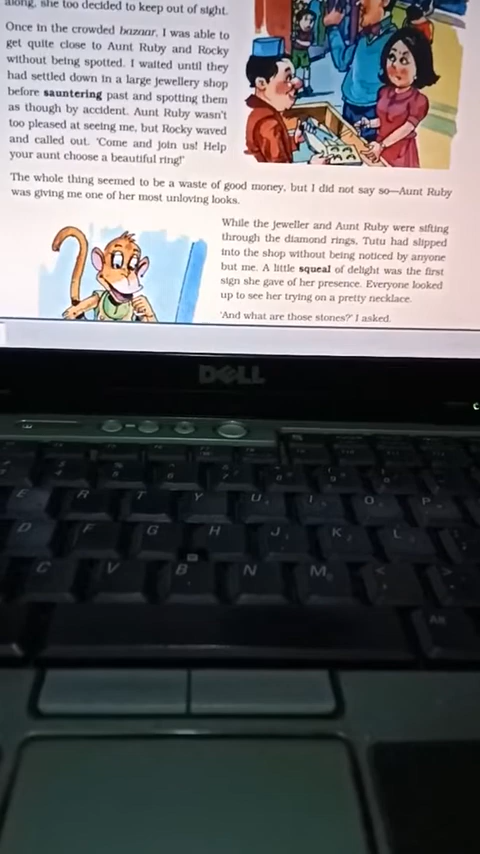 along, she too decided to keep out of sight.
Once in the crowded bazaar, I was able to
get quite close to Aunt Ruby and Rocky
without being spotted. I waited until they
had settled down in a large jewellery shop
before sauntering past and spotting them
as though by accident. Aunt Ruby wasn't
too pleased at seeing me, but Rocky waved
and called out. 'Come and join us! Help
your aunt choose a beautiful ring!'
The whole thing seemed to be a waste of good money, but I did not say so—Aunt Ruby
was giving me one of her most unloving looks.
While the jeweller and Aunt Ruby were sifting
through the diamond rings, Tutu had slipped
into the shop without being noticed by anyone
but me. A little squeal of delight was the first
sign she gave of her presence. Everyone looked
up to see her trying on a pretty necklace.
'And what are those stones?' I asked.
DELL
E R T Y U I O P
D F G H J K L
C V B N M < >
Alt